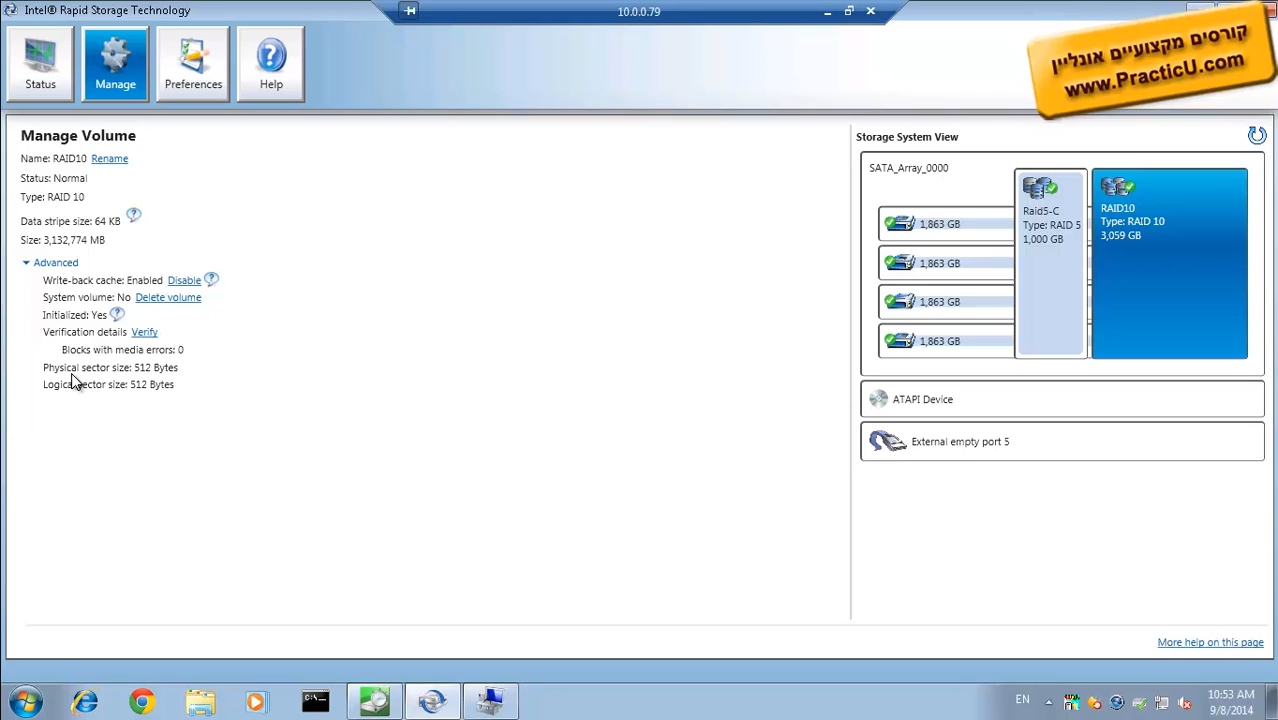 Intel® Rapid Storage Technology
10.0.0.79
Status
Manage
Preferences
Help
קורסים מקצועיים אונליין
www.PracticU.com
Manage Volume
Name: RAID10 Rename
Status: Normal
Type: RAID 10
Data stripe size: 64 KB
Size: 3,132,774 MB
Advanced
Write-back cache: Enabled Disable
System volume: No Delete volume
Initialized: Yes
Verification details Verify
Blocks with media errors: 0
Physical sector size: 512 Bytes
Logical sector size: 512 Bytes
Storage System View
SATA_Array_0000
1,863 GB
1,863 GB
1,863 GB
1,863 GB
Raid5-C
Type: RAID 5
1,000 GB
RAID10
Type: RAID 10
3,059 GB
ATAPI Device
External empty port 5
More help on this page
EN
10:53 AM
9/8/2014